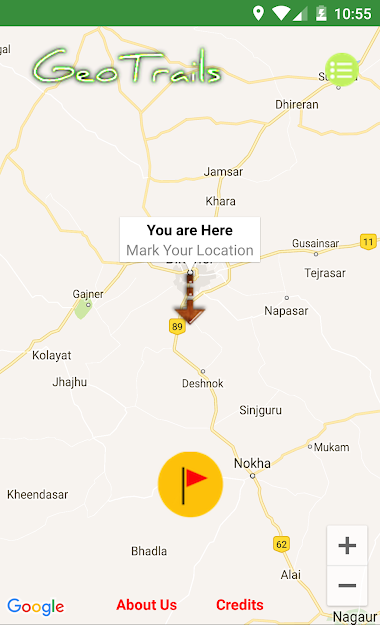 10:55
GeoTrails
Dhireran
Jamsar
Khara
You are Here
Mark Your Location
Gusainsar
11
Tejrasar
Gajner
Napasar
89
Kolayat
Jhajhu
Deshnok
Sinjguru
Mukam
Nokha
Kheendasar
62
Bhadla
Alai
Google
About Us
Credits
Nagaur